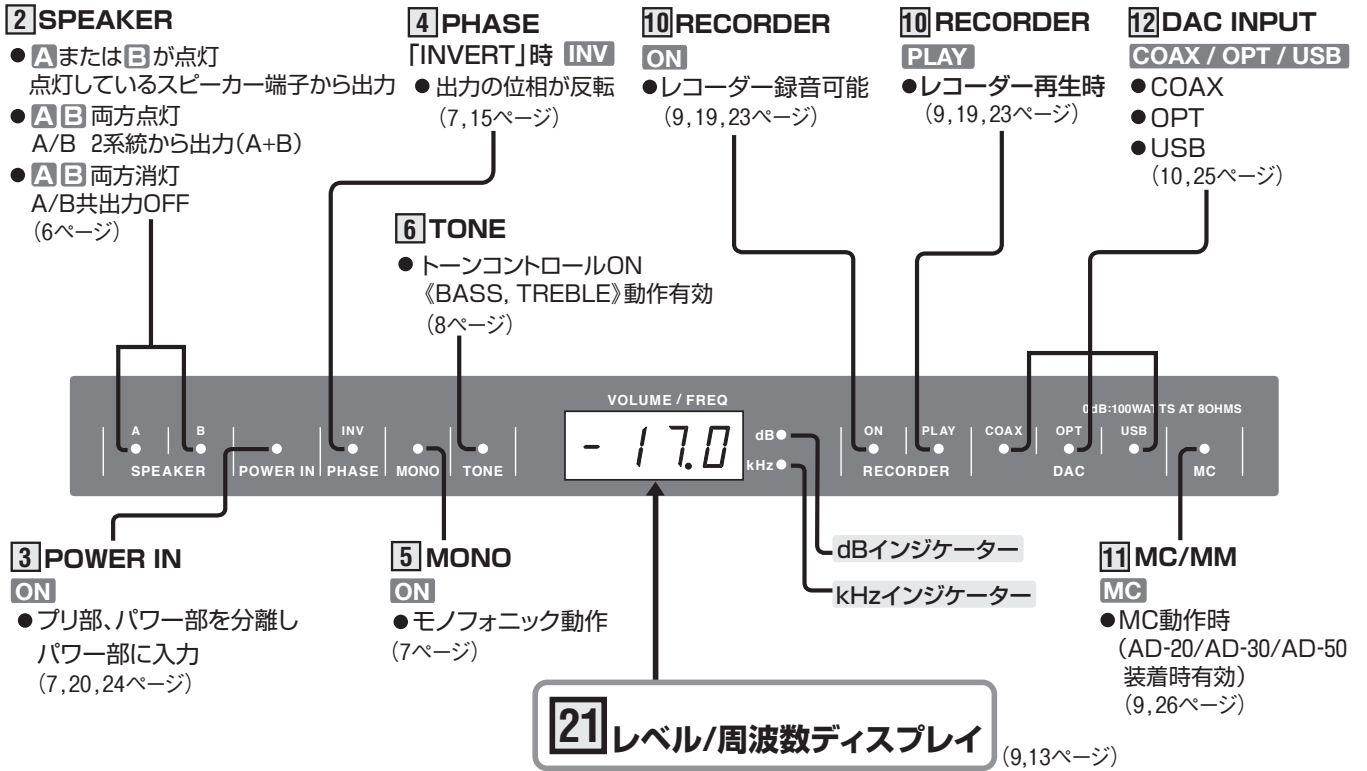 2 SPEAKER
● AまたはBが点灯
点灯しているスピーカー端子から出力
● A B 両方点灯
A/B 2系統から出力(A+B)
● A B 両方消灯
A/B共出力OFF
(6ページ)
4 PHASE
「INVERT」時 INV
● 出力の位相が反転
(7,15ページ)
10 RECORDER
ON
●レコーダー録音可能
(9,19,23ページ)
10 RECORDER
PLAY
●レコーダー再生時
(9,19,23ページ)
12 DAC INPUT
COAX / OPT / USB
●COAX
●OPT
●USB
(10,25ページ)
6 TONE
● トーンコントロールON
《BASS, TREBLE》動作有効
(8ページ)
VOLUME / FREQ
0dB:100WATTS AT 8OHMS
A B INV - 17.0 dB ON PLAY COAX OPT USB
SPEAKER POWER IN PHASE MONO TONE kHz RECORDER DAC MC
3 POWER IN
ON
●プリ部、パワー部を分離し
パワー部に入力
(7,20,24ページ)
5 MONO
ON
●モノフォニック動作
(7ページ)
dBインジケーター
kHzインジケーター
11 MC/MM
MC
●MC動作時
(AD-20/AD-30/AD-50
装着時有効)
(9,26ページ)
21 レベル/周波数ディスプレイ
(9,13ページ)